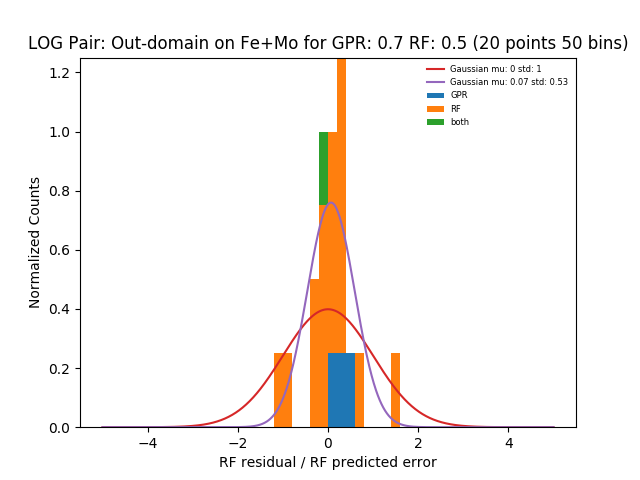 LOG Pair: Out-domain on Fe+Mo for GPR: 0.7 RF: 0.5 (20 points 50 bins)
Gaussian mu: 0 std: 1
Gaussian mu: 0.07 std: 0.53
GPR
RF
both
Normalized Counts
1.2
1.0
0.8
0.6
0.4
0.2
0.0
−4 −2 0 2 4
RF residual / RF predicted error